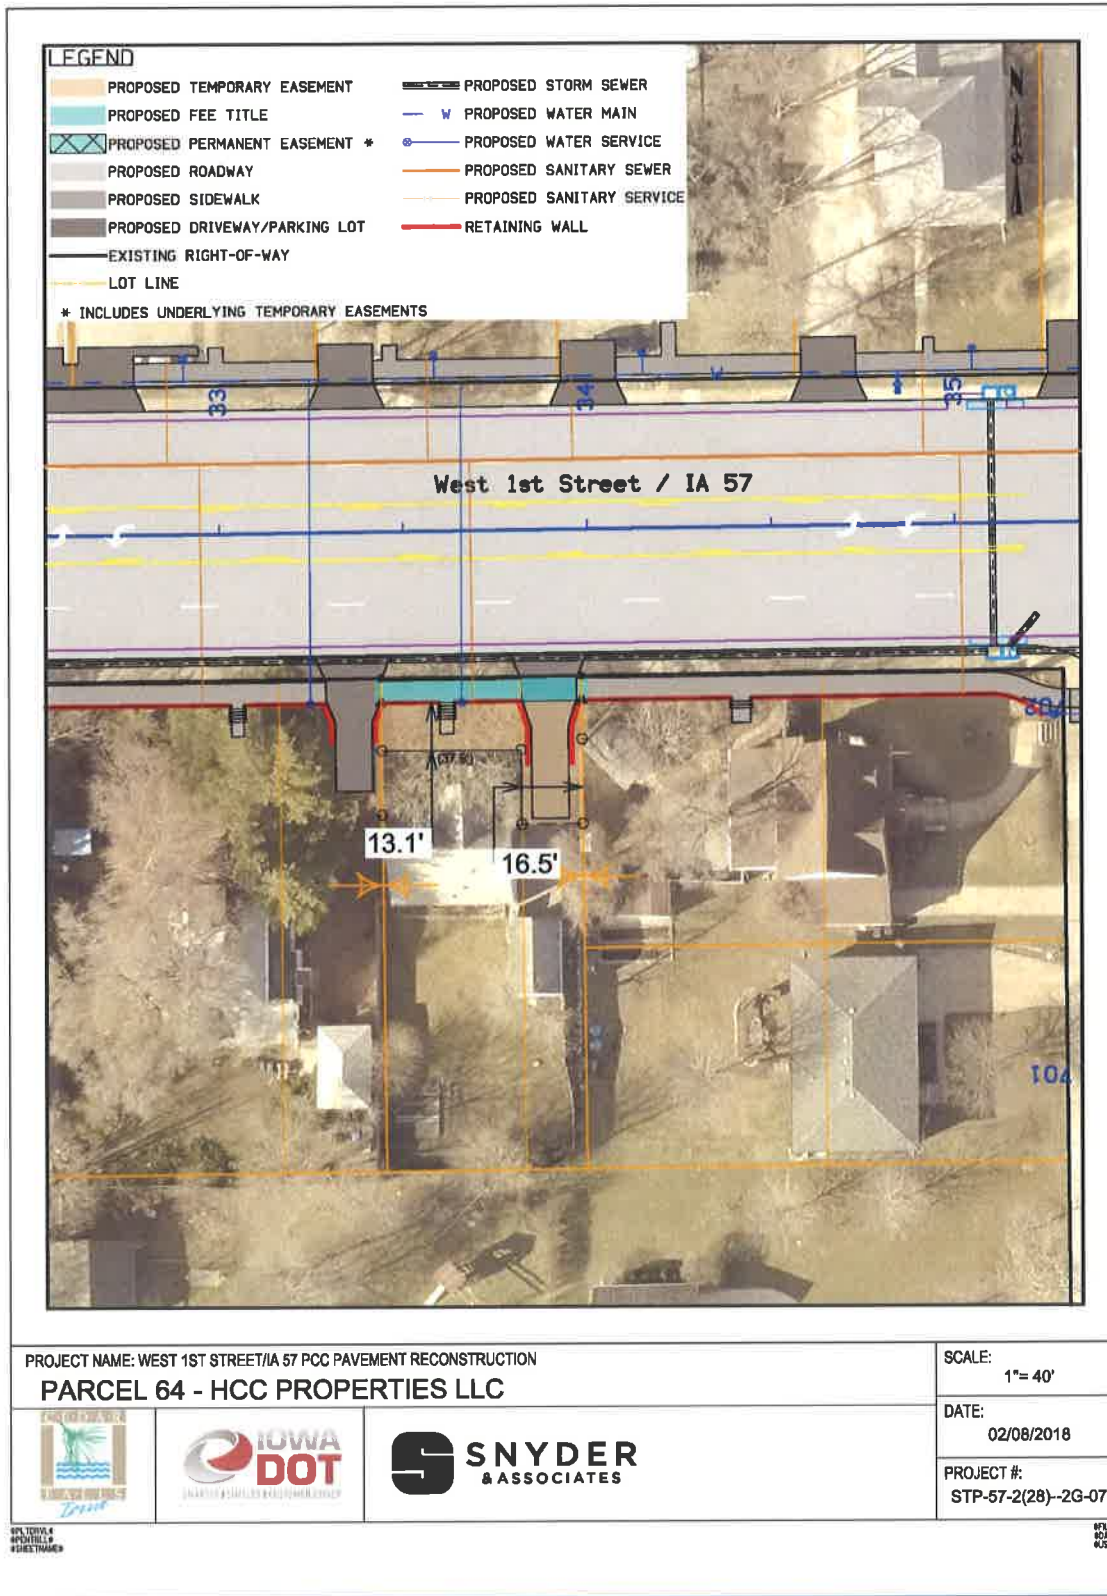 LEGEND
PROPOSED TEMPORARY EASEMENT
PROPOSED FEE TITLE
PROPOSED PERMANENT EASEMENT *
PROPOSED ROADWAY
PROPOSED SIDEWALK
PROPOSED DRIVEWAY/PARKING LOT
EXISTING RIGHT-OF-WAY
LOT LINE
* INCLUDES UNDERLYING TEMPORARY EASEMENTS
PROPOSED STORM SEWER
W PROPOSED WATER MAIN
PROPOSED WATER SERVICE
PROPOSED SANITARY SEWER
PROPOSED SANITARY SERVICE
RETAINING WALL
N
33
34
W
35
West 1st Street / IA 57
702
13.1'
16.5'
701
PROJECT NAME: WEST 1ST STREET/IA 57 PCC PAVEMENT RECONSTRUCTION
PARCEL 64 - HCC PROPERTIES LLC
SCALE:
1"= 40'
DATE:
02/08/2018
PROJECT #:
STP-57-2(28)--2G-07
IOWA
DOT
SNYDER
& ASSOCIATES